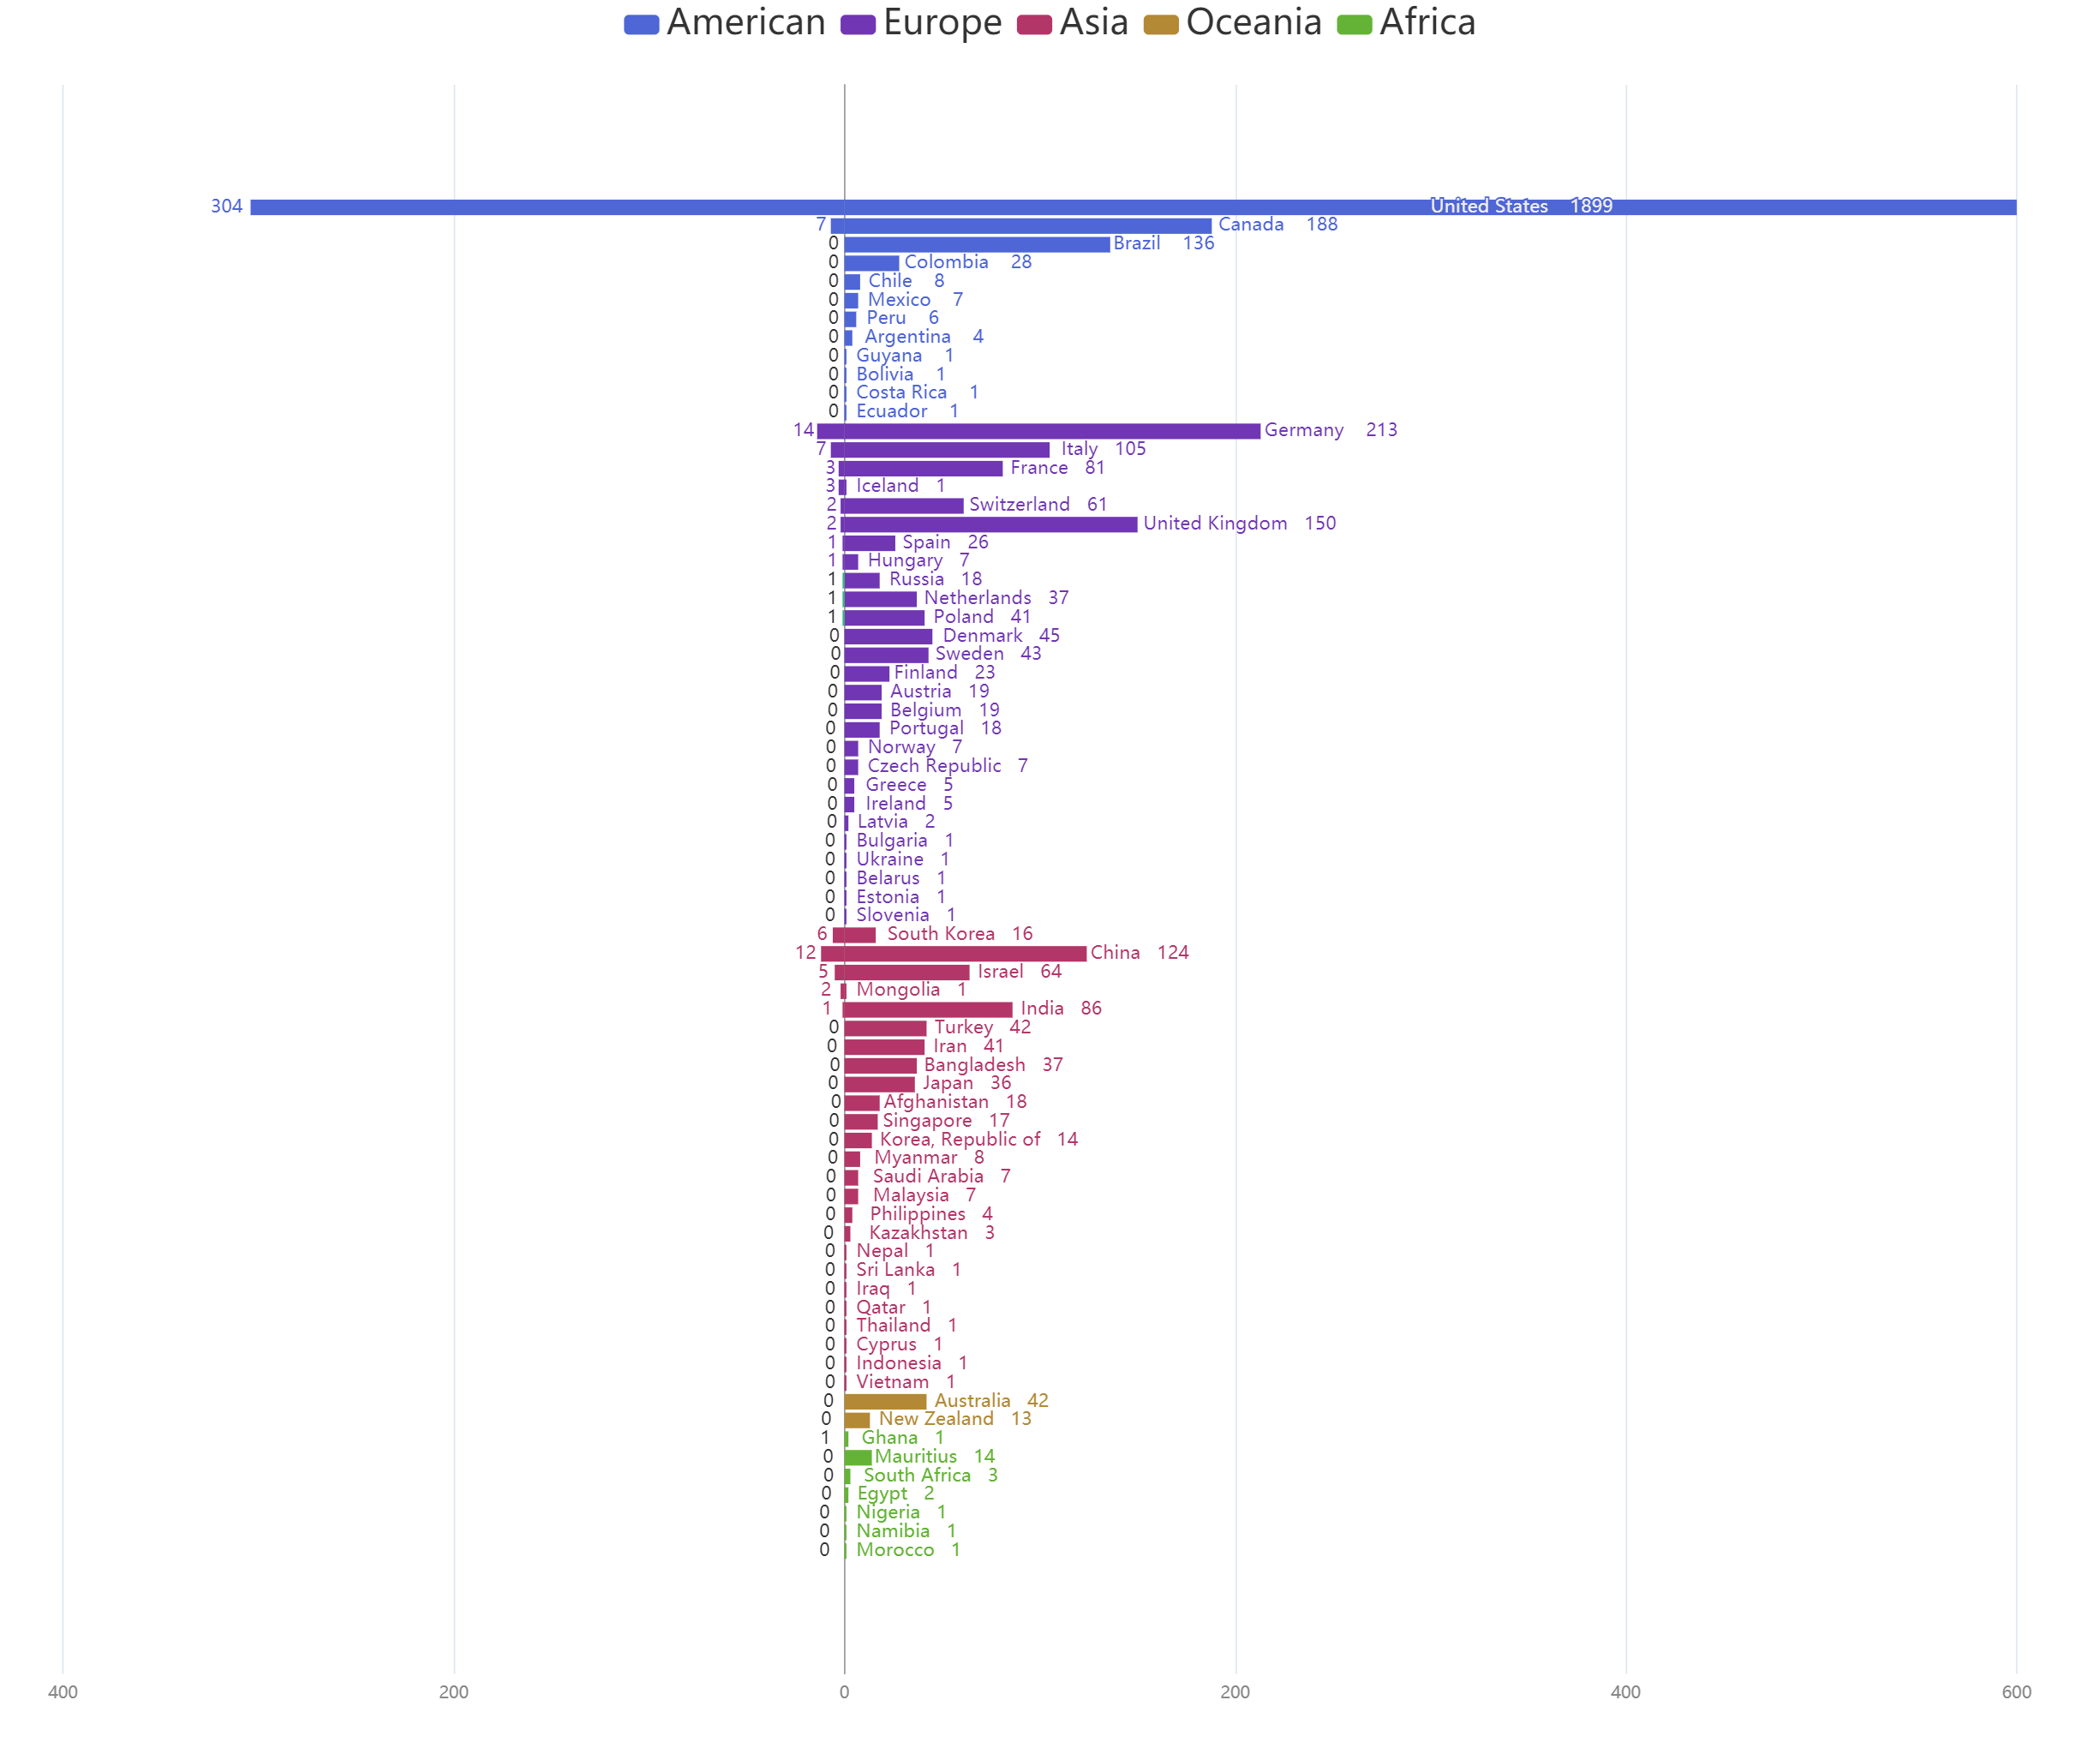 American Europe Asia Oceania Africa
304 United States 1899
7 Canada 188
0 Brazil 136
0 Colombia 28
0 Chile 8
0 Mexico 7
0 Peru 6
0 Argentina 4
0 Guyana 1
0 Bolivia 1
0 Costa Rica 1
0 Ecuador 1
14 Germany 213
7 Italy 105
3 France 81
3 Iceland 1
2 Switzerland 61
2 United Kingdom 150
1 Spain 26
1 Hungary 7
1 Russia 18
1 Netherlands 37
1 Poland 41
0 Denmark 45
0 Sweden 43
0 Finland 23
0 Austria 19
0 Belgium 19
0 Portugal 18
0 Norway 7
0 Czech Republic 7
0 Greece 5
0 Ireland 5
0 Latvia 2
0 Bulgaria 1
0 Ukraine 1
0 Belarus 1
0 Estonia 1
0 Slovenia 1
6 South Korea 16
12 China 124
5 Israel 64
2 Mongolia 1
1 India 86
0 Turkey 42
0 Iran 41
0 Bangladesh 37
0 Japan 36
0 Afghanistan 18
0 Singapore 17
0 Korea, Republic of 14
0 Myanmar 8
0 Saudi Arabia 7
0 Malaysia 7
0 Philippines 4
0 Kazakhstan 3
0 Nepal 1
0 Sri Lanka 1
0 Iraq 1
0 Qatar 1
0 Thailand 1
0 Cyprus 1
0 Indonesia 1
0 Vietnam 1
0 Australia 42
0 New Zealand 13
1 Ghana 1
0 Mauritius 14
0 South Africa 3
0 Egypt 2
0 Nigeria 1
0 Namibia 1
0 Morocco 1
400 200 0 200 400 600